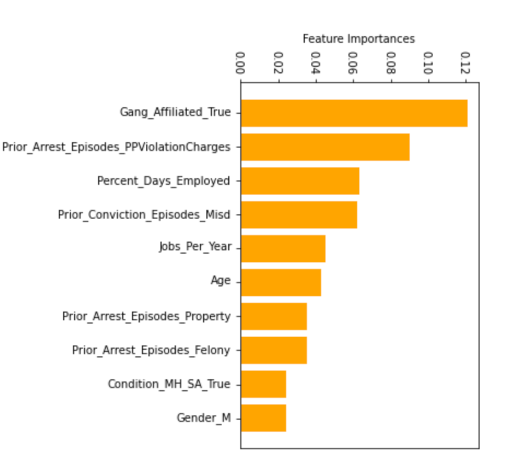 Feature Importances
0.00 0.02 0.04 0.06 0.08 0.10 0.12
Gang_Affiliated_True
Prior_Arrest_Episodes_PPViolationCharges
Percent_Days_Employed
Prior_Conviction_Episodes_Misd
Jobs_Per_Year
Age
Prior_Arrest_Episodes_Property
Prior_Arrest_Episodes_Felony
Condition_MH_SA_True
Gender_M